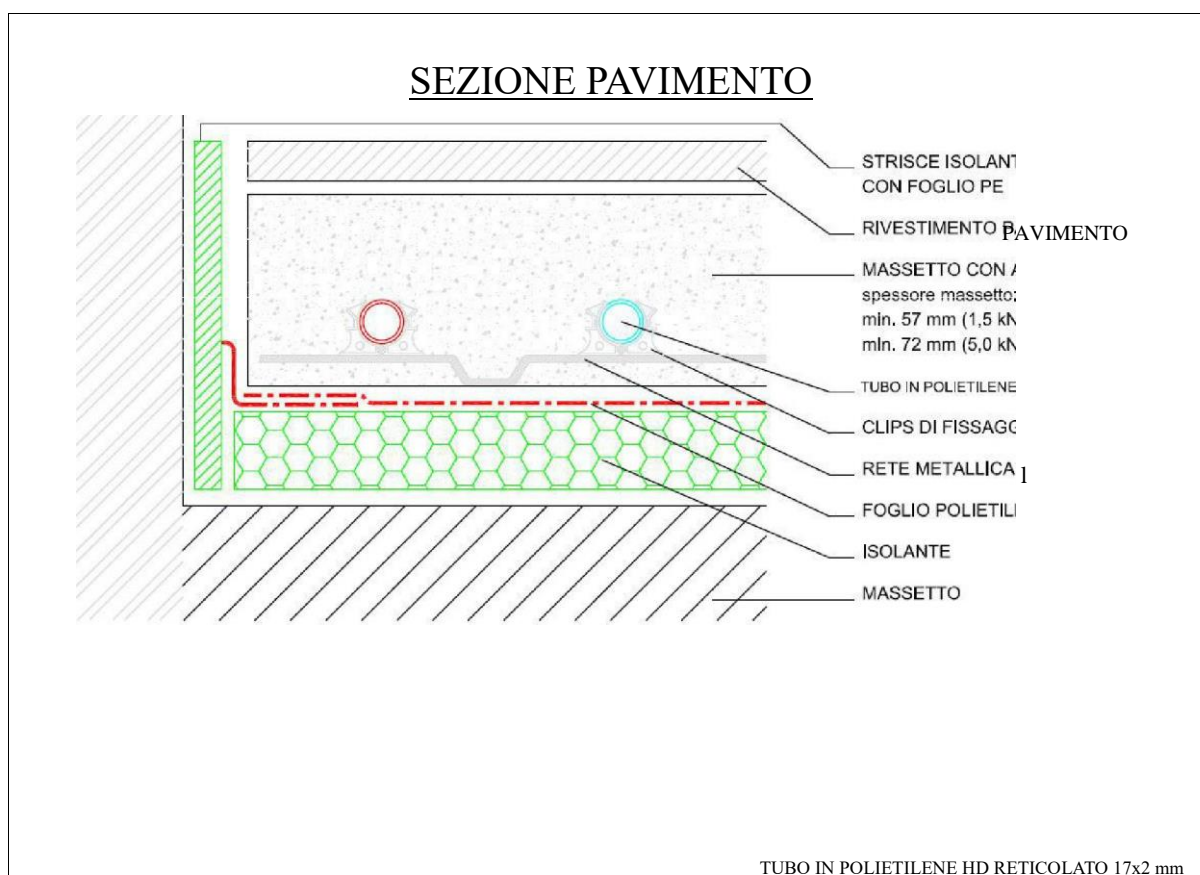 SEZIONE PAVIMENTO
STRISCE ISOLANT
CON FOGLIO PE
RIVESTIMENTO PAVIMENTO
MASSETTO CON A
spessore massetto:
min. 57 mm (1,5 kN
min. 72 mm (5,0 kN
TUBO IN POLIETILENE
CLIPS DI FISSAGG
RETE METALLICA 1
FOGLIO POLIETILI
ISOLANTE
MASSETTO
TUBO IN POLIETILENE HD RETICOLATO 17x2 mm